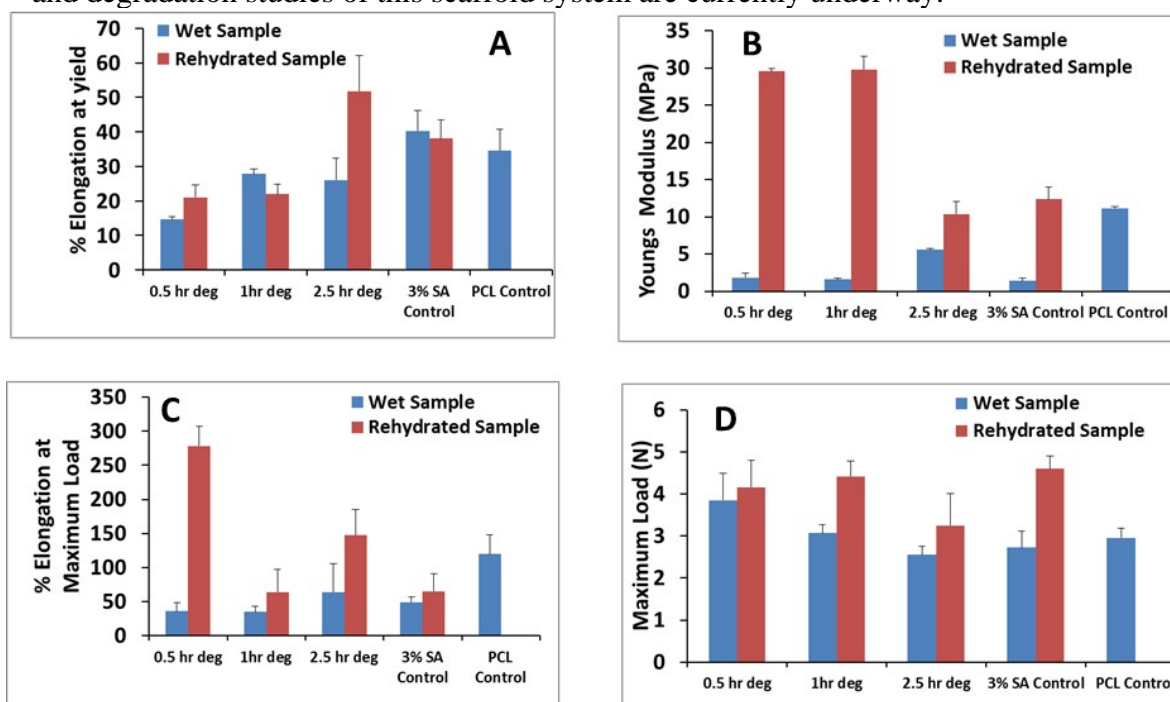 and degradation studies of this scaffold system are currently underway.
A
Wet Sample
Rehydrated Sample
% Elongation at yield
70
60
50
40
30
20
10
0
0.5 hr deg 1hr deg 2.5 hr deg 3% SA Control PCL Control
B
Wet Sample
Rehydrated Sample
Youngs Modulus (MPa)
35
30
25
20
15
10
5
0
0.5 hr deg 1hr deg 2.5 hr deg 3% SA Control PCL Control
C
Wet Sample
Rehydrated Sample
% Elongation at
Maximum Load
350
300
250
200
150
100
50
0
0.5 hr deg 1hr deg 2.5 hr deg 3% SA Control PCL Control
D
Wet Sample
Rehydrated Sample
Maximum Load (N)
6
5
4
3
2
1
0
0.5 hr deg 1hr deg 2.5 hr deg 3% SA Control PCL Control